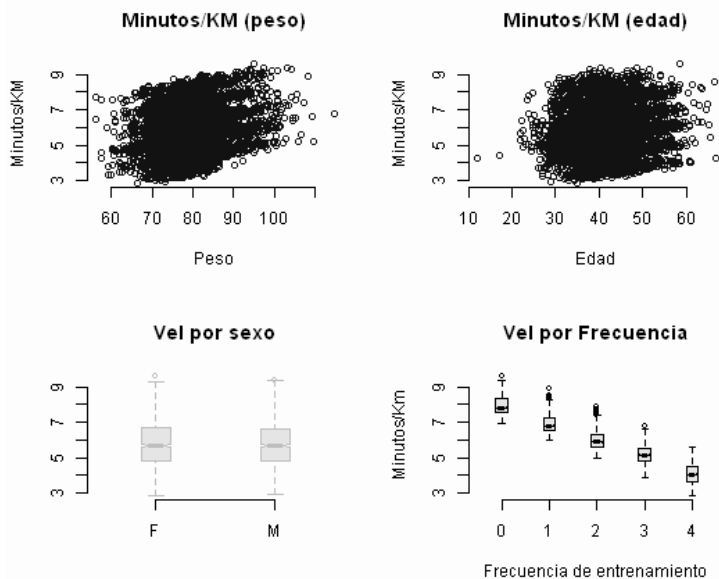 Minutos/KM (peso)
Minutos/KM
9
7
5
3
60 70 80 90 100
Peso
Minutos/KM (edad)
Minutos/KM
9
7
5
3
10 20 30 40 50 60
Edad
Vel por sexo
9
7
5
3
F M
Vel por Frecuencia
Minutos/Km
9
7
5
3
0 1 2 3 4
Frecuencia de entrenamiento